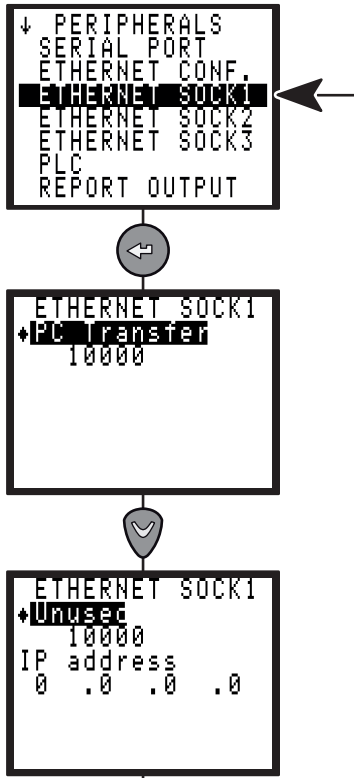 ↓ PERIPHERALS
SERIAL PORT
ETHERNET CONF.
ETHERNET SOCK1
ETHERNET SOCK2
ETHERNET SOCK3
PLC
REPORT OUTPUT
ETHERNET SOCK1
PC Transfer
10000
ETHERNET SOCK1
Unused
10000
IP address
0 .0 .0 .0